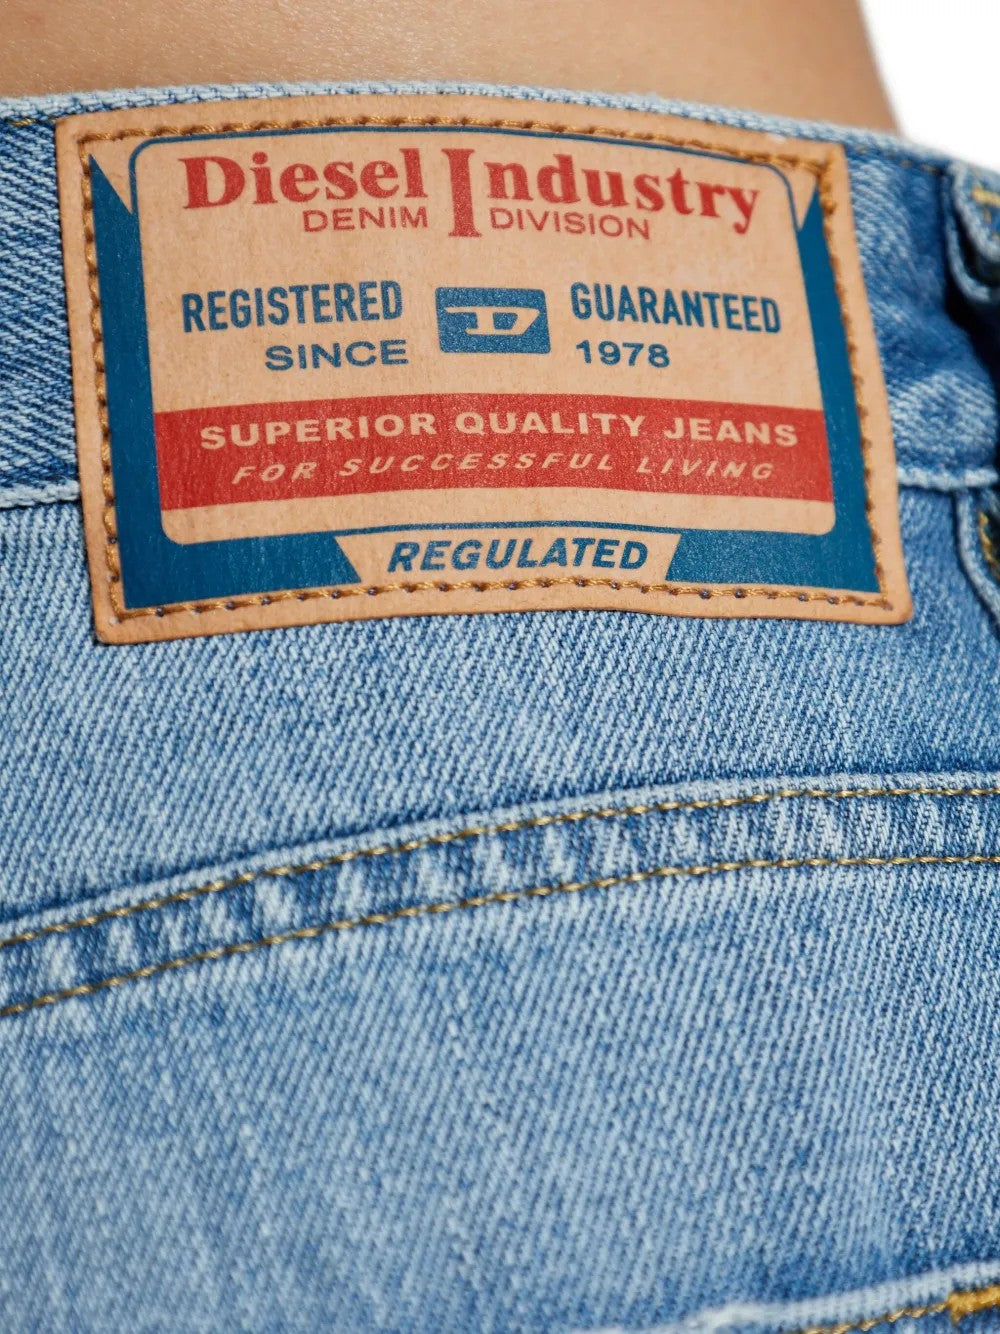 Diesel Industry
DENIM DIVISION
REGISTERED D GUARANTEED
SINCE 1978
SUPERIOR QUALITY JEANS
FOR SUCCESSFUL LIVING
REGULATED